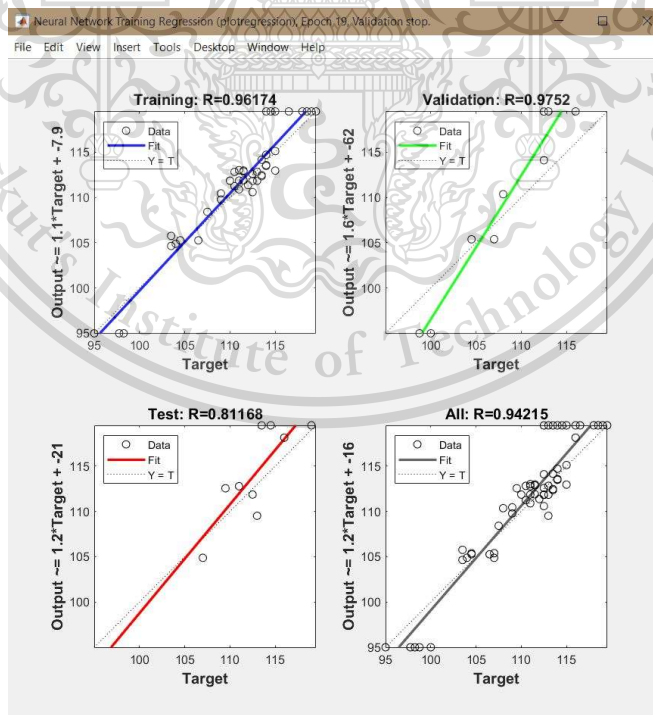 Neural Network Training Regression (plotregression), Epoch 19, Validation stop.
File Edit View Insert Tools Desktop Window Help
Training: R=0.96174
Output ~= 1.1*Target + -7.9
Data
Fit
Y = T
115
110
105
100
95
95 100 105 110 115
Target
Validation: R=0.9752
Output ~= 1.6*Target + -62
Data
Fit
Y = T
115
110
105
100
100 105 110 115
Target
Test: R=0.81168
Output ~= 1.2*Target + -21
Data
Fit
Y = T
115
110
105
100
100 105 110 115
Target
All: R=0.94215
Output ~= 1.2*Target + -16
Data
Fit
Y = T
115
110
105
100
95
95 100 105 110 115
Target
Institute of Technology